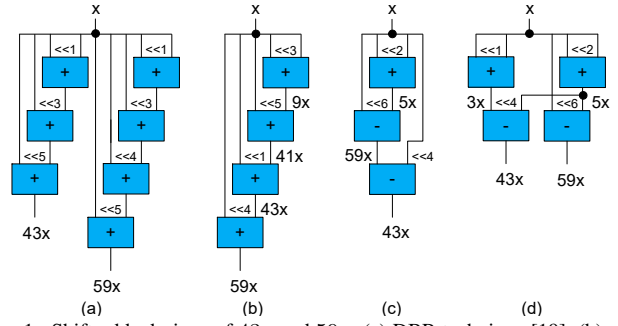 x x x x
<<1 <<1 <<3 <<2 <<1 <<2
+ + + + + +
9x 5x 3x 5x
<<3 <<3 <<5 <<6 <<4 <<6
+ + + - - -
41x 59x
<<5 <<4 <<1 <<4
+ + + -
43x 43x 59x
<<5 <<4
43x + + 43x
59x 59x
(a) (b) (c) (d)